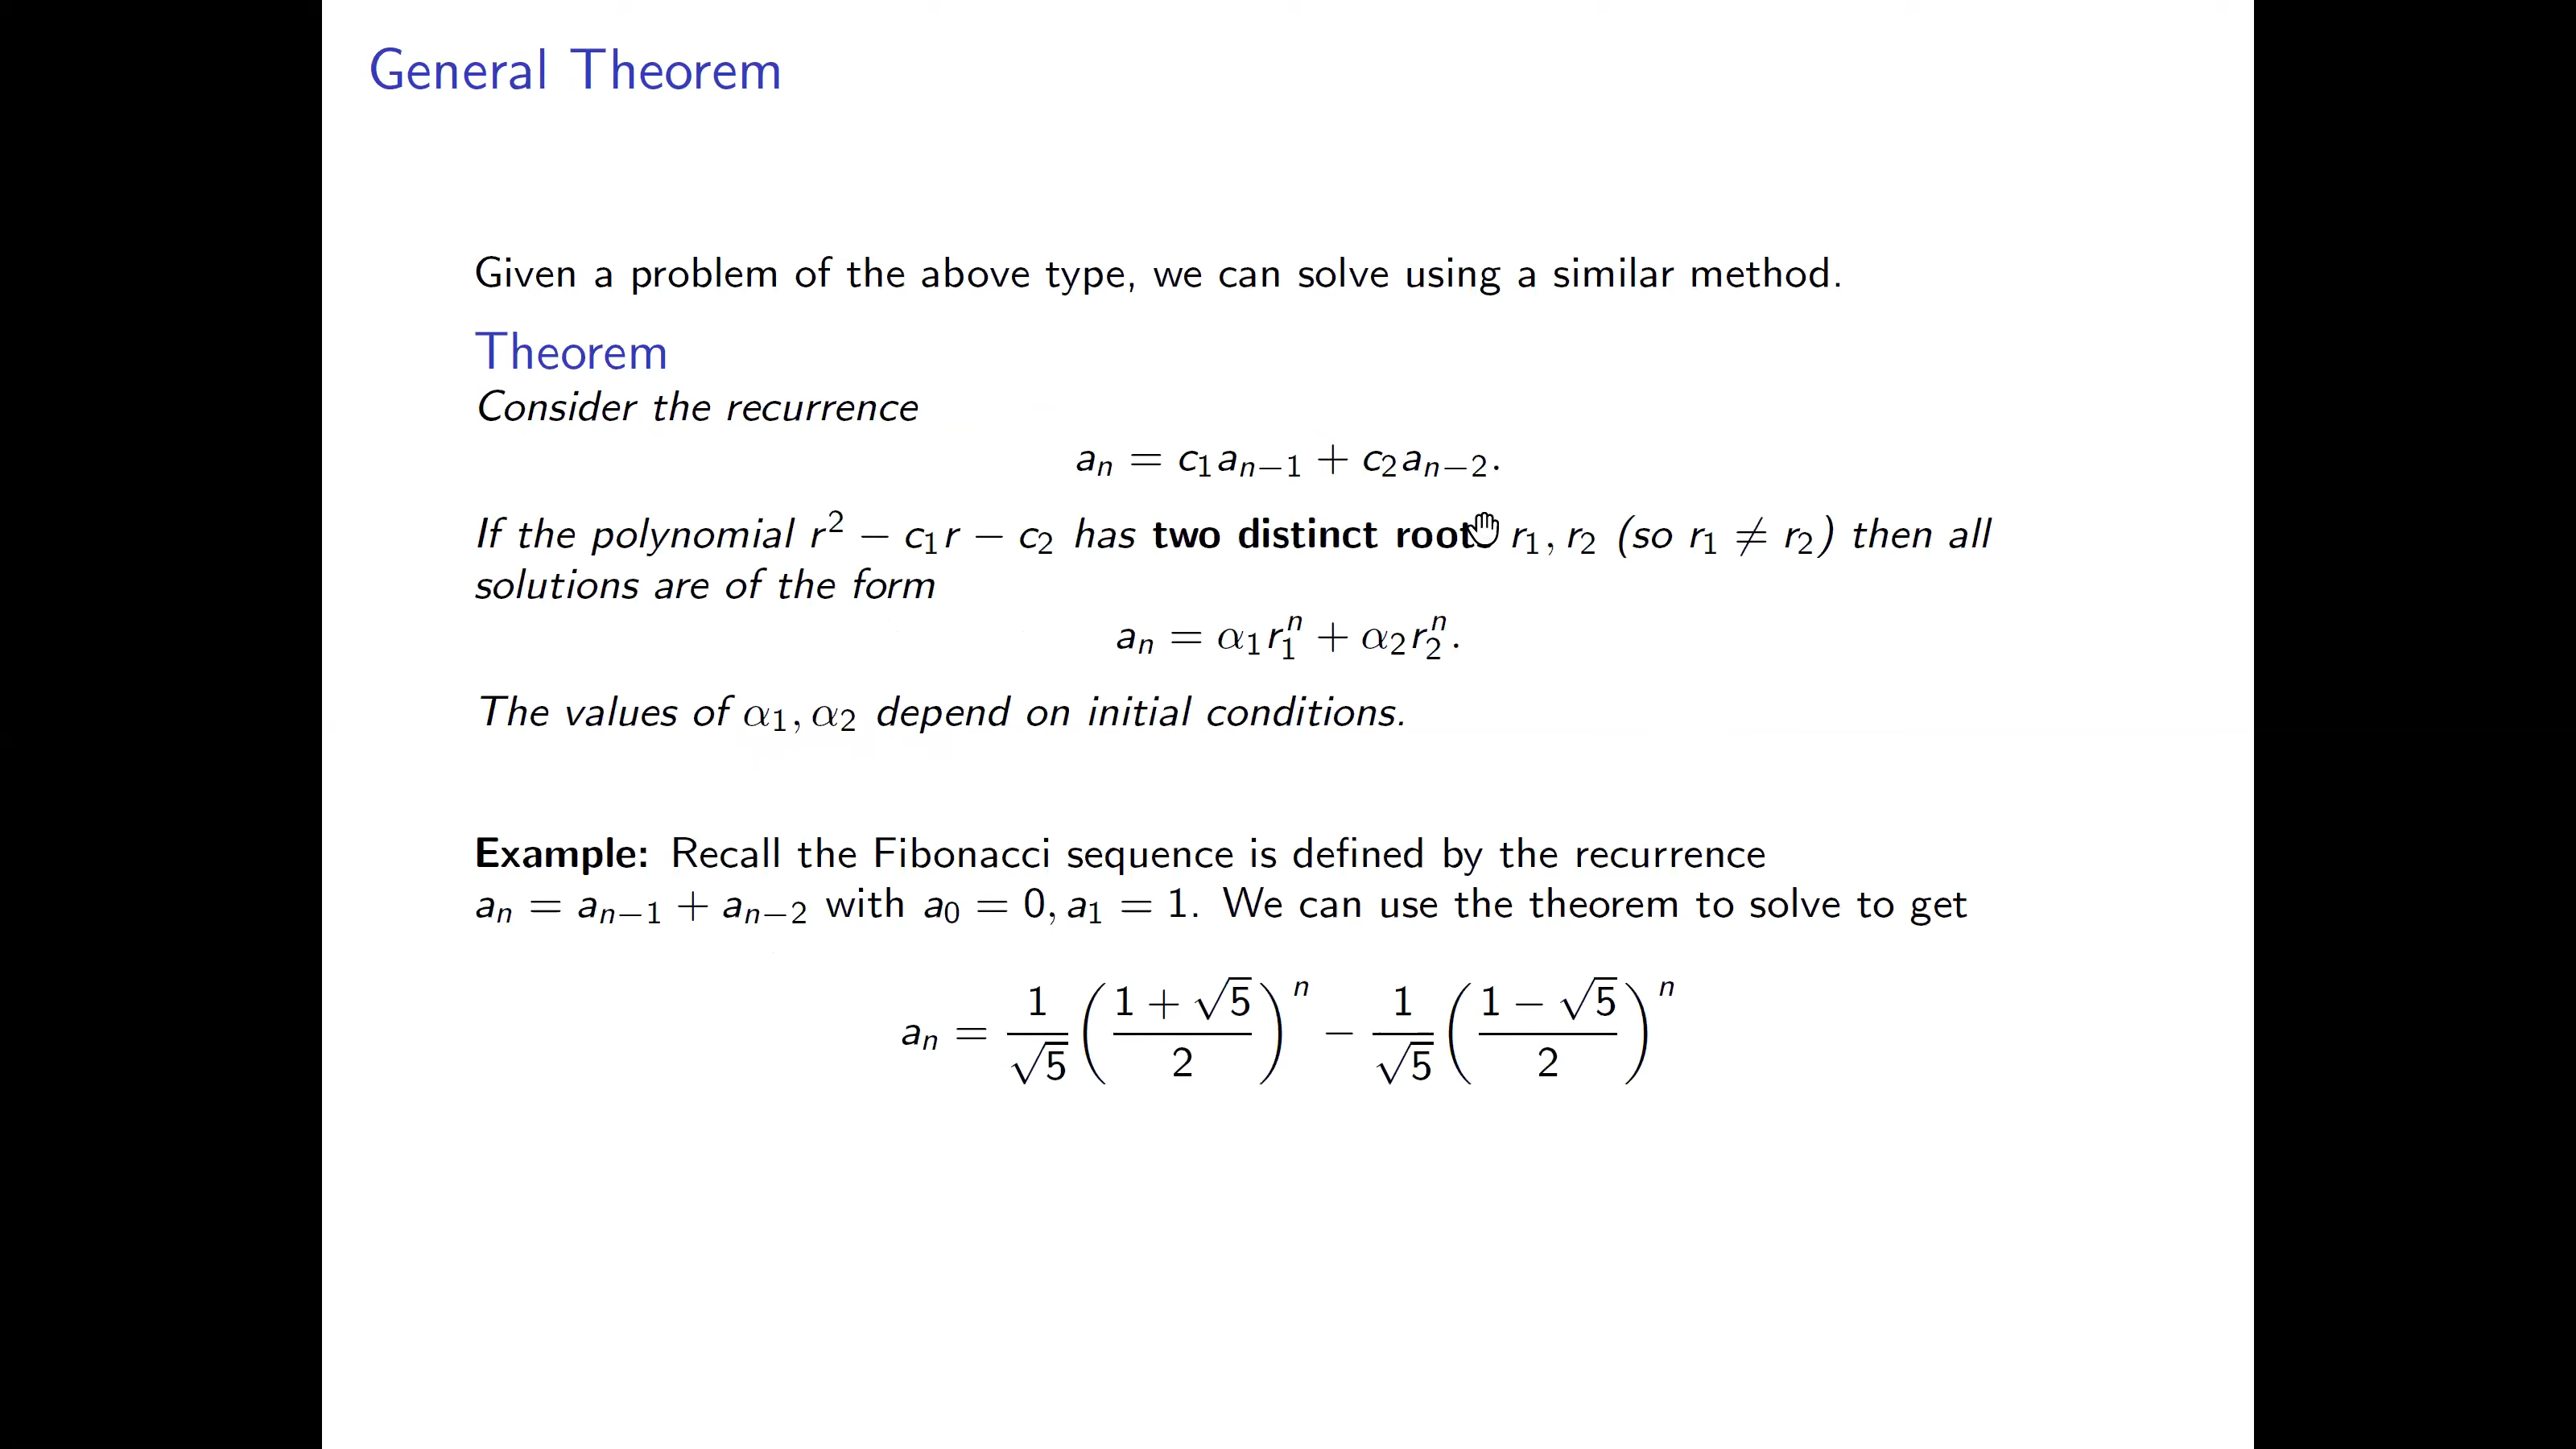 General Theorem
Given a problem of the above type, we can solve using a similar method.
Theorem
Consider the recurrence
aₙ = c₁aₙ₋₁ + c₂aₙ₋₂.
If the polynomial r² − c₁r − c₂ has two distinct roots r₁, r₂ (so r₁ ≠ r₂) then all
solutions are of the form
aₙ = α₁r₁ⁿ + α₂r₂ⁿ.
The values of α₁, α₂ depend on initial conditions.
Example: Recall the Fibonacci sequence is defined by the recurrence
aₙ = aₙ₋₁ + aₙ₋₂ with a₀ = 0, a₁ = 1. We can use the theorem to solve to get
aₙ = 1/√5 ((1 + √5)/2)ⁿ − 1/√5 ((1 − √5)/2)ⁿ